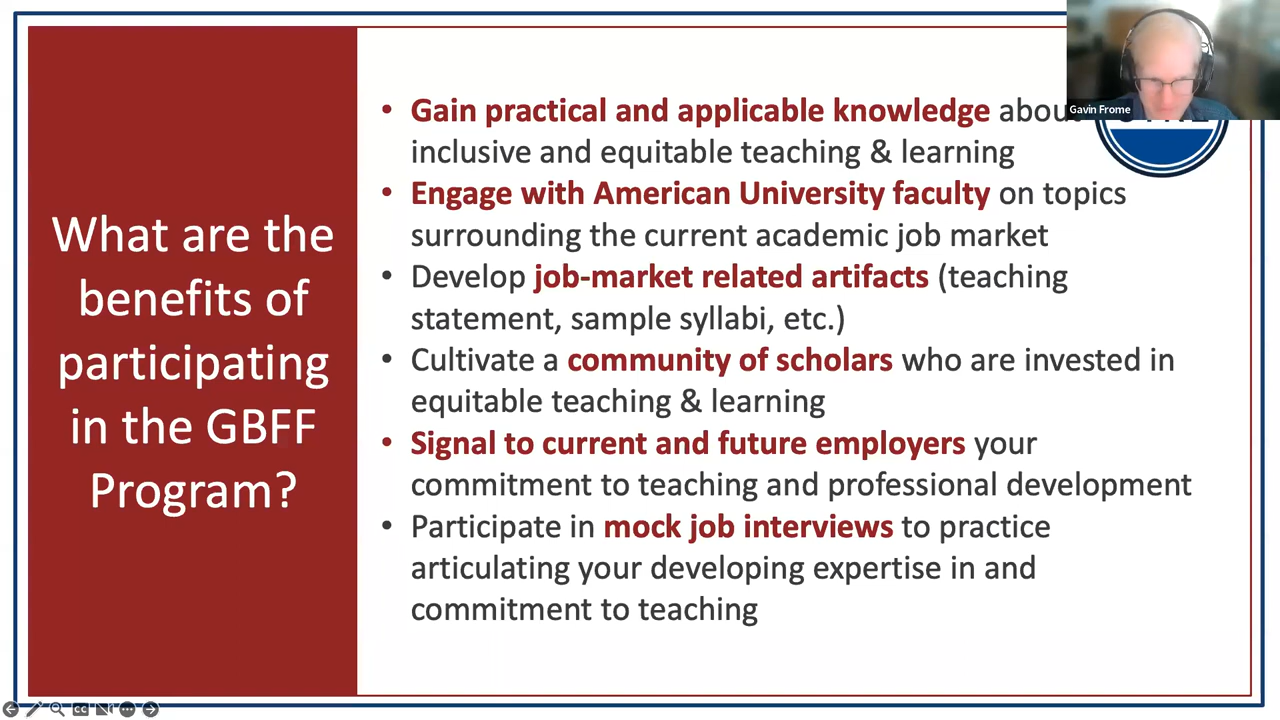 What are the
benefits of
participating
in the GBFF
Program?
• Gain practical and applicable knowledge
inclusive and equitable teaching & learning
• Engage with American University faculty on topics
surrounding the current academic job market
• Develop job-market related artifacts (teaching
statement, sample syllabi, etc.)
• Cultivate a community of scholars who are invested in
equitable teaching & learning
• Signal to current and future employers your
commitment to teaching and professional development
• Participate in mock job interviews to practice
articulating your developing expertise in and
commitment to teaching
Gavin Frome
CC